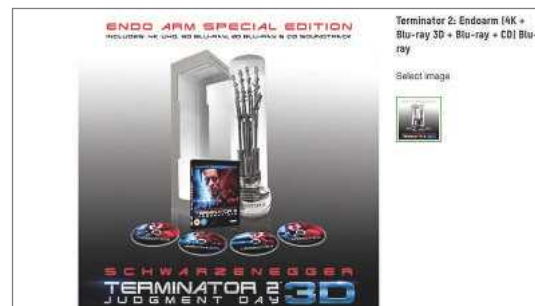 ENDO ARM SPECIAL EDITION
INCLUDES 4K UHD, 3D BLU-RAY, 2D BLU-RAY & CD SOUNDTRACK
SCHWARZENEGGER
TERMINATOR 2 3D
JUDGMENT DAY
Terminator 2: Endoarm (4K +
Blu-ray 3D + Blu-ray + CD) Blu-
ray
Select image